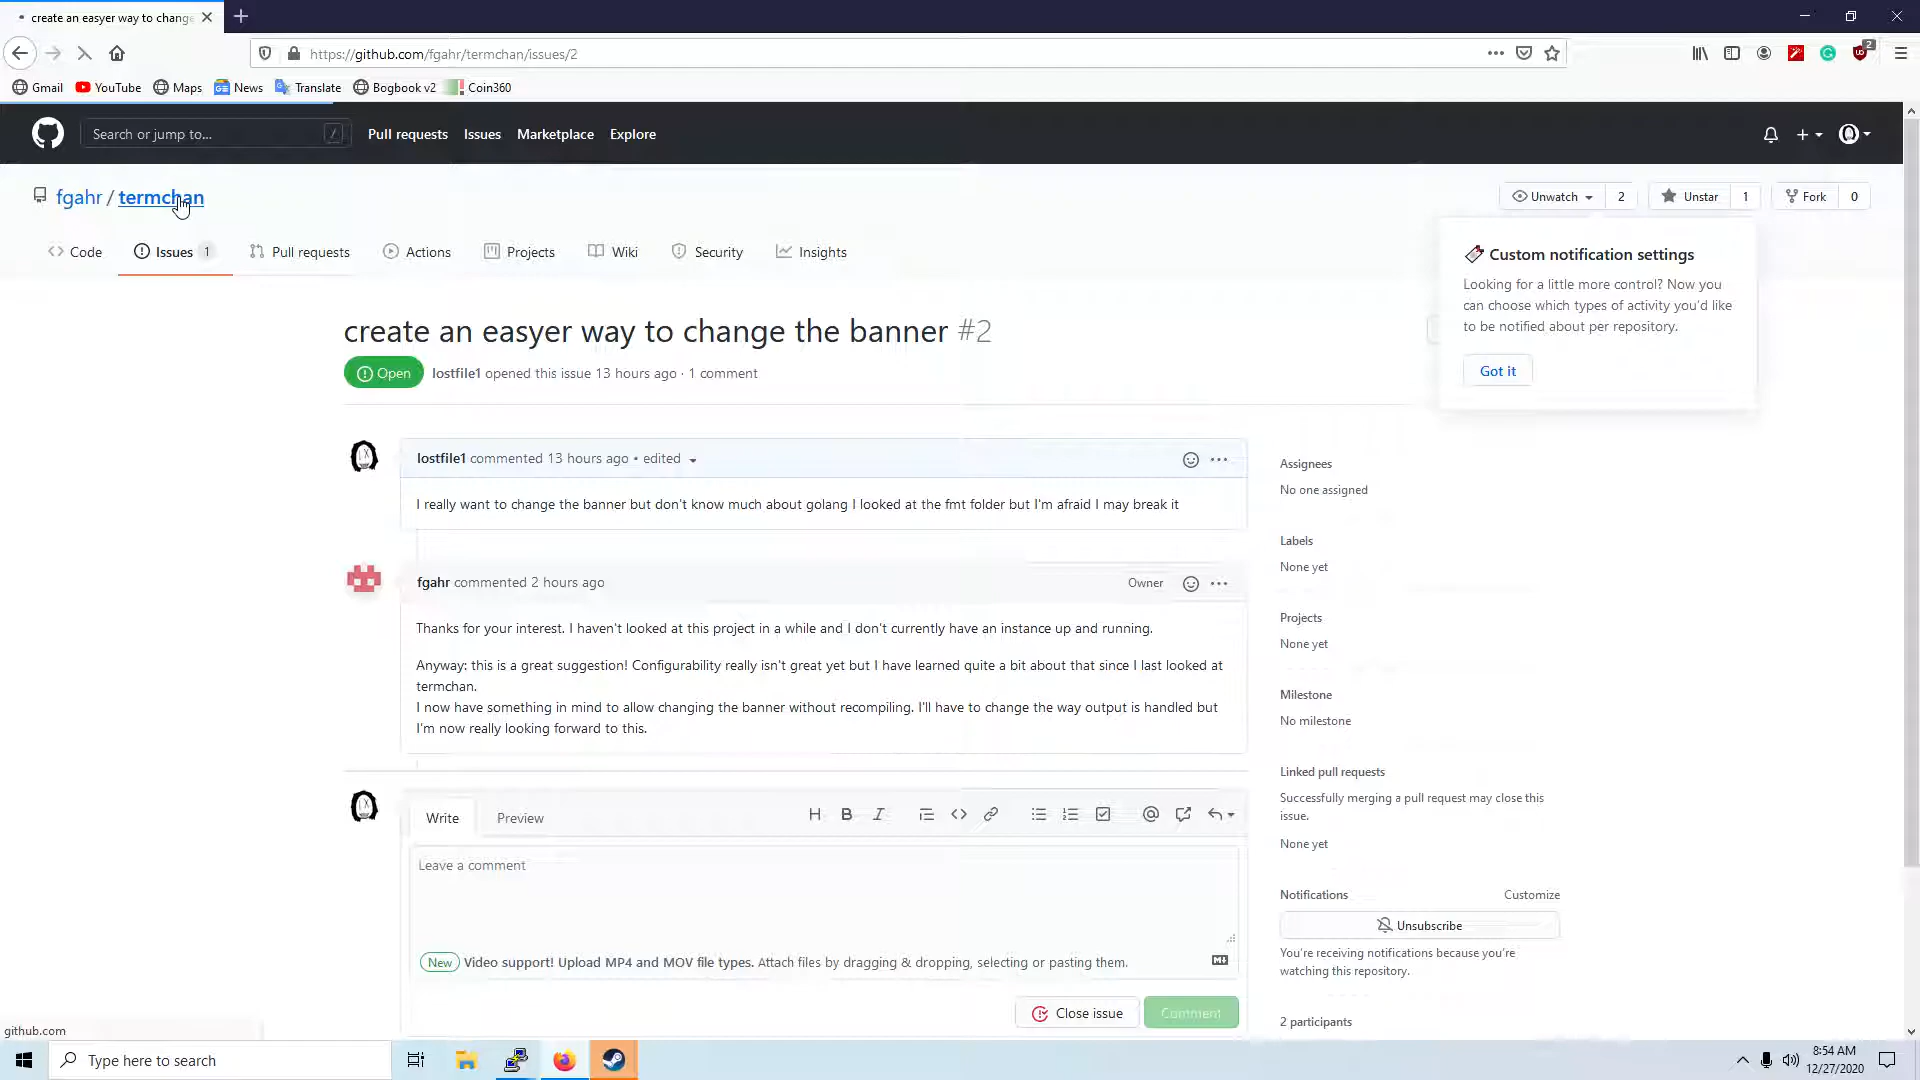 create an easyer way to change
https://github.com/fgahr/termchan/issues/2
2
Gmail YouTube Maps News Translate Bogbook v2 Coin360
Search or jump to... / Pull requests Issues Marketplace Explore
fgahr / termchan
Unwatch 2 Unstar 1 Fork 0
Code Issues 1 Pull requests Actions Projects Wiki Security Insights
Custom notification settings
Looking for a little more control? Now you
can choose which types of activity you'd like
to be notified about per repository.
Got it
create an easyer way to change the banner #2
Open lostfile1 opened this issue 13 hours ago · 1 comment
lostfile1 commented 13 hours ago • edited
I really want to change the banner but don't know much about golang I looked at the fmt folder but I'm afraid I may break it
fgahr commented 2 hours ago Owner
Thanks for your interest. I haven't looked at this project in a while and I don't currently have an instance up and running.
Anyway: this is a great suggestion! Configurability really isn't great yet but I have learned quite a bit about that since I last looked at
termchan.
I now have something in mind to allow changing the banner without recompiling. I'll have to change the way output is handled but
I'm now really looking forward to this.
Write Preview
Leave a comment
New Video support! Upload MP4 and MOV file types. Attach files by dragging & dropping, selecting or pasting them.
Close issue Comment
Assignees
No one assigned
Labels
None yet
Projects
None yet
Milestone
No milestone
Linked pull requests
Successfully merging a pull request may close this
issue.
None yet
Notifications Customize
Unsubscribe
You're receiving notifications because you're
watching this repository.
2 participants
github.com
Type here to search
8:54 AM
12/27/2020